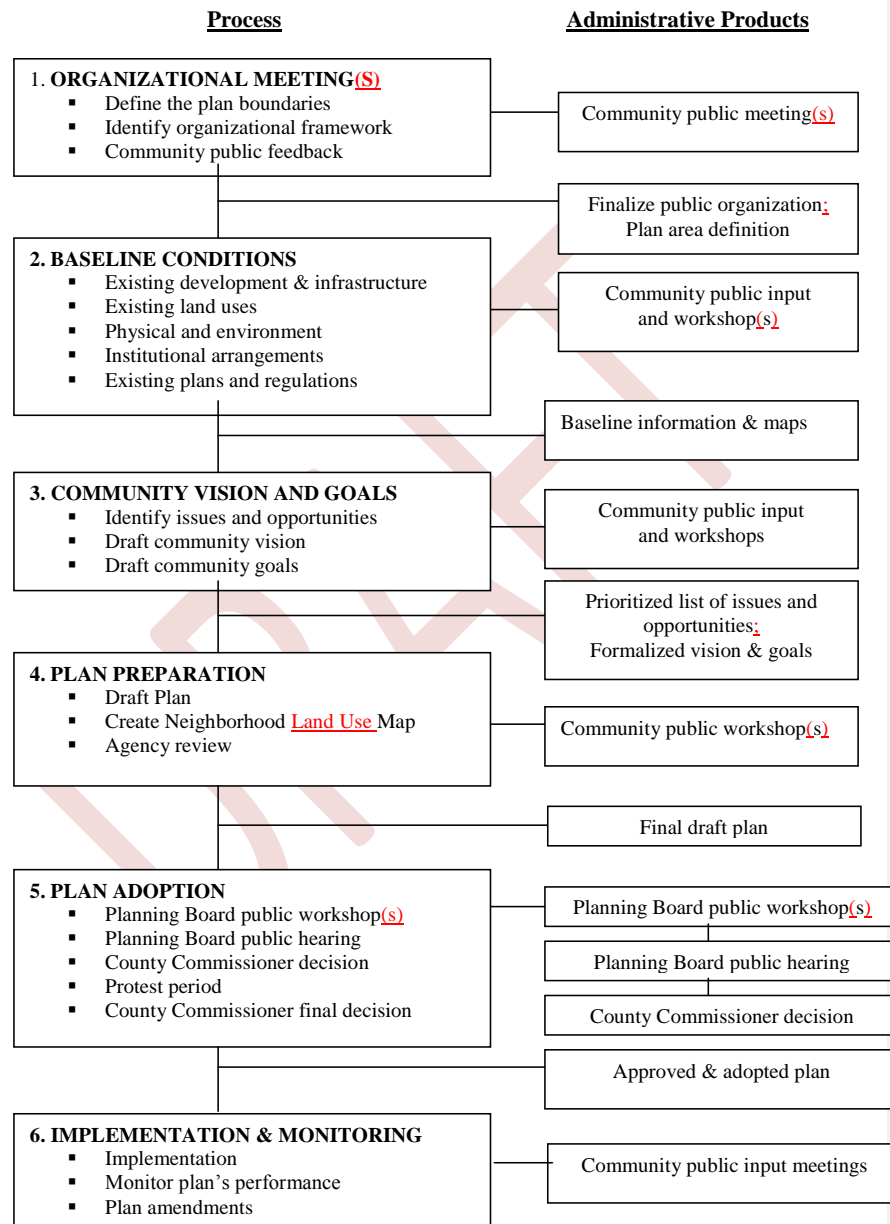 Process
Administrative Products
1. ORGANIZATIONAL MEETING(S)
▪ Define the plan boundaries
▪ Identify organizational framework
▪ Community public feedback
Community public meeting(s)
Finalize public organization;
Plan area definition
2. BASELINE CONDITIONS
▪ Existing development & infrastructure
▪ Existing land uses
▪ Physical and environment
▪ Institutional arrangements
▪ Existing plans and regulations
Community public input
and workshop(s)
Baseline information & maps
3. COMMUNITY VISION AND GOALS
▪ Identify issues and opportunities
▪ Draft community vision
▪ Draft community goals
Community public input
and workshops
Prioritized list of issues and
opportunities;
Formalized vision & goals
4. PLAN PREPARATION
▪ Draft Plan
▪ Create Neighborhood Land Use Map
▪ Agency review
Community public workshop(s)
Final draft plan
5. PLAN ADOPTION
▪ Planning Board public workshop(s)
▪ Planning Board public hearing
▪ County Commissioner decision
▪ Protest period
▪ County Commissioner final decision
Planning Board public workshop(s)
Planning Board public hearing
County Commissioner decision
Approved & adopted plan
6. IMPLEMENTATION & MONITORING
▪ Implementation
▪ Monitor plan’s performance
▪ Plan amendments
Community public input meetings
DRAFT